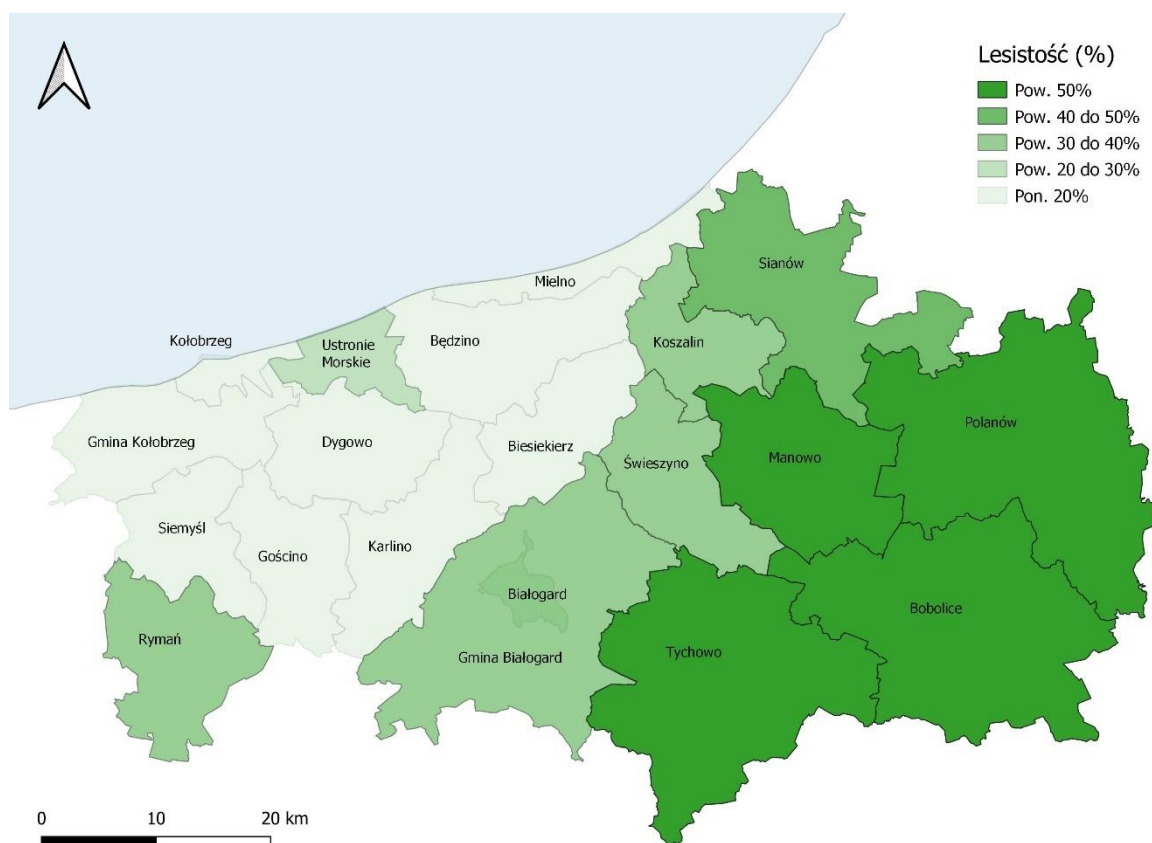 Lesistość (%)
Pow. 50%
Pow. 40 do 50%
Pow. 30 do 40%
Pow. 20 do 30%
Pon. 20%
Sianów
Mielno
Kołobrzeg
Ustronie
Morskie
Będzino
Koszalin
Polanów
Gmina Kołobrzeg
Dygowo
Biesiekierz
Świeszyno
Manowo
Siemyśl
Gościno
Karlino
Białogard
Bobolice
Rymań
Gmina Białogard
Tychowo
0 10 20 km